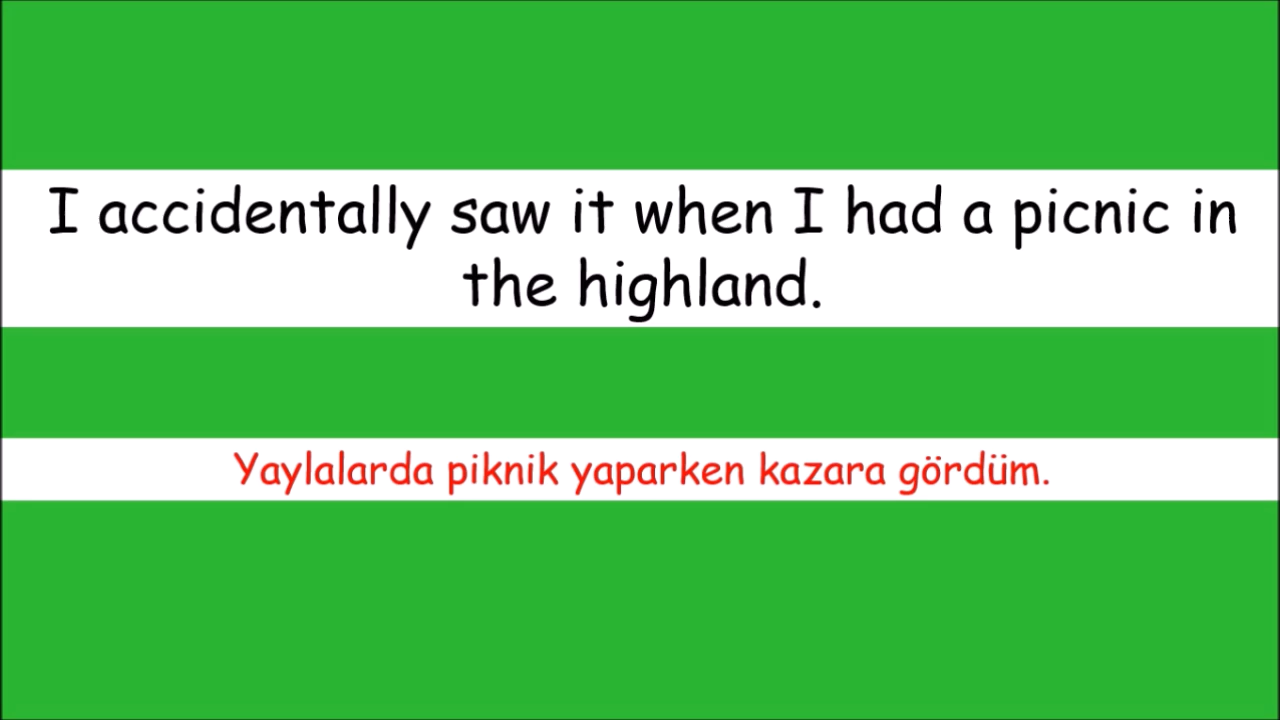 I accidentally saw it when I had a picnic in
the highland.
Yaylalarda piknik yaparken kazara gördüm.